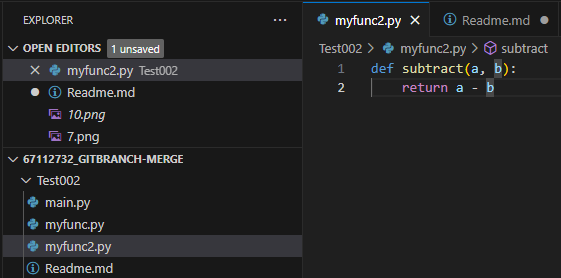 EXPLORER
OPEN EDITORS 1 unsaved
myfunc2.py Test002
Readme.md
10.png
7.png
67112732_GITBRANCH-MERGE
Test002
main.py
myfunc.py
myfunc2.py
Readme.md
myfunc2.py Readme.md
Test002 > myfunc2.py > subtract
1 def subtract(a, b):
2 return a - b